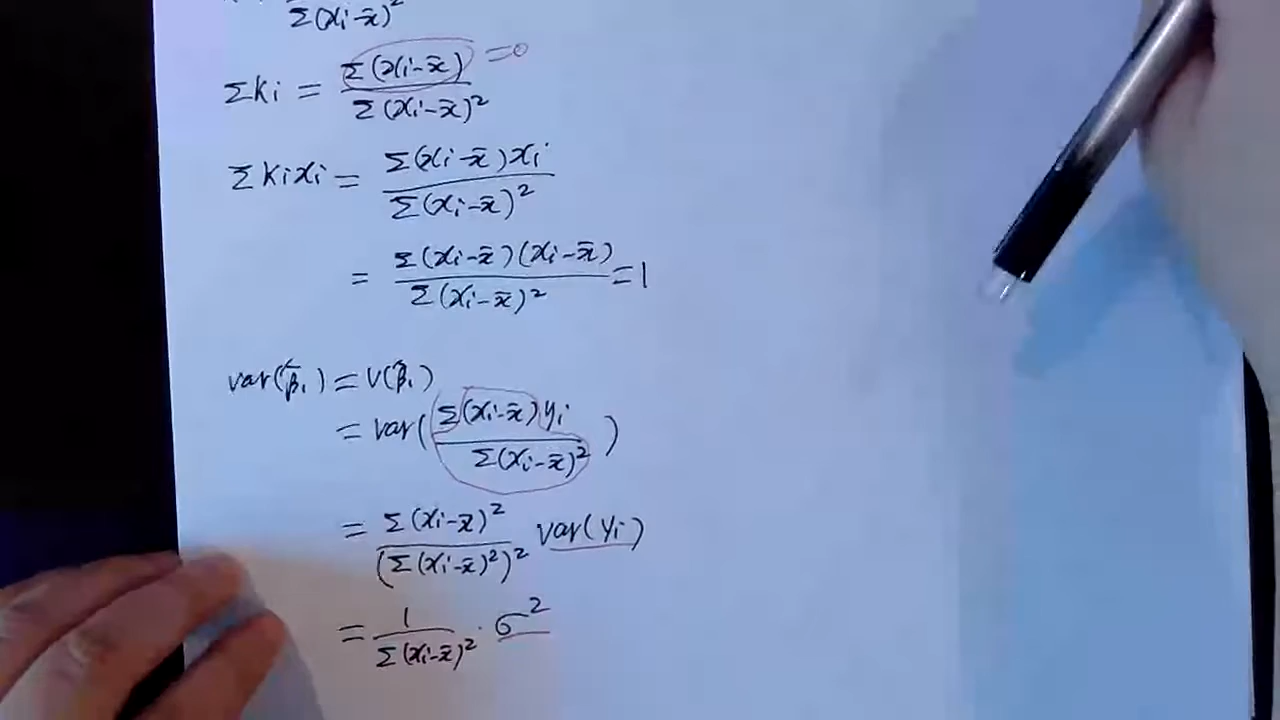 Σ(xi-x̄)²
ΣKi = Σ(xi-x̄) / Σ(xi-x̄)² =0
ΣKixi = Σ(xi-x̄)xi / Σ(xi-x̄)²
= Σ(xi-x̄)(xi-x̄) / Σ(xi-x̄)² =1
var(β̂₁) = V(β̂₁)
= var( Σ(xi-x̄)yi / Σ(xi-x̄)² )
= Σ(xi-x̄)² / (Σ(xi-x̄)²)² var(yi)
= 1 / Σ(xi-x̄)² · σ²